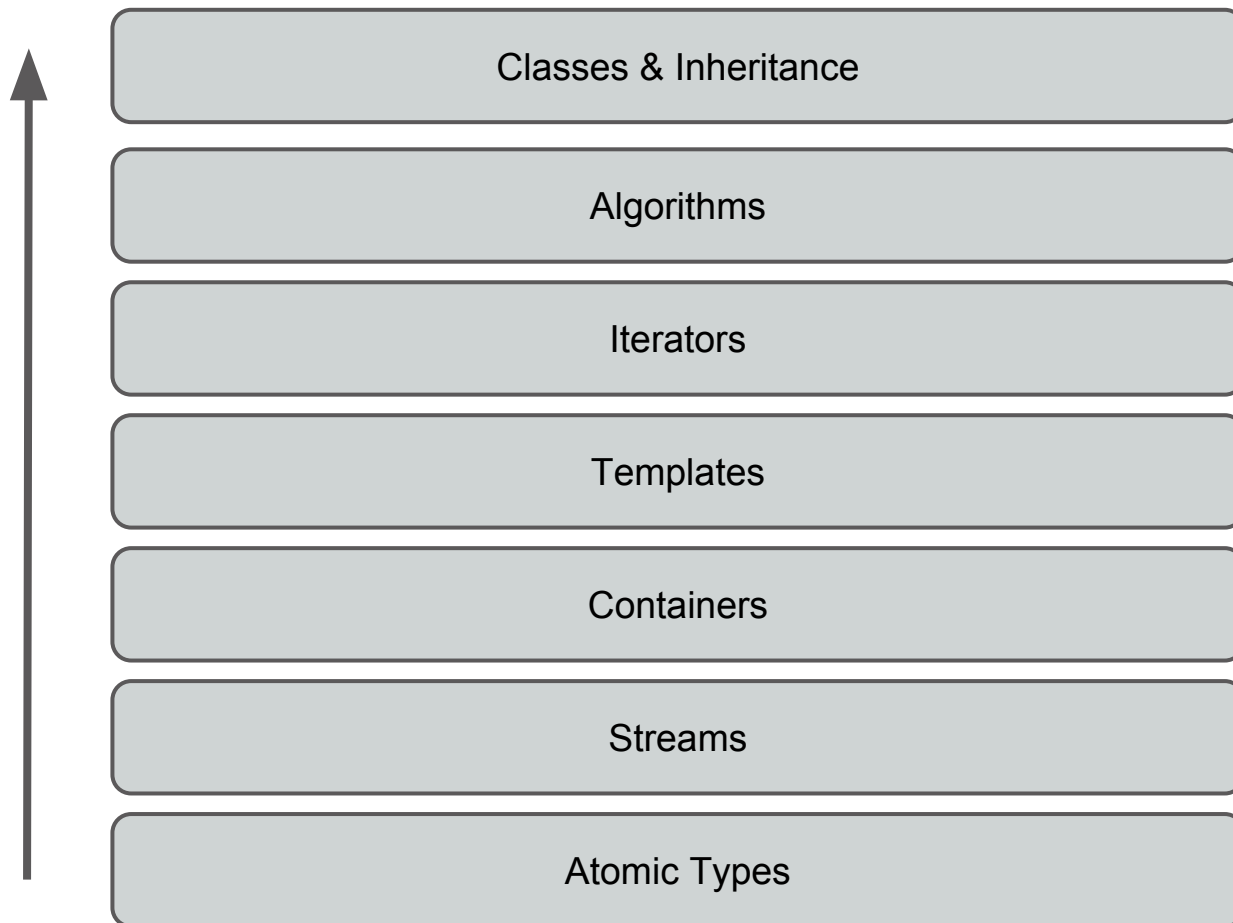 Classes & Inheritance
Algorithms
Iterators
Templates
Containers
Streams
Atomic Types